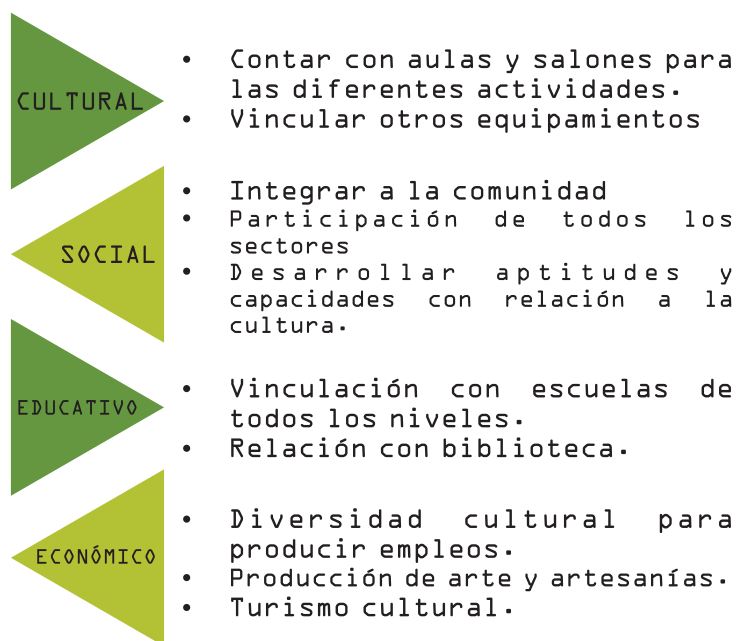 CULTURAL
• Contar con aulas y salones para
las diferentes actividades.
• Vincular otros equipamientos
SOCIAL
• Integrar a la comunidad
• Participación de todos los
sectores
• Desarrollar aptitudes y
capacidades con relación a la
cultura.
EDUCATIVO
• Vinculación con escuelas de
todos los niveles.
• Relación con biblioteca.
ECONÓMICO
• Diversidad cultural para
producir empleos.
• Producción de arte y artesanías.
• Turismo cultural.